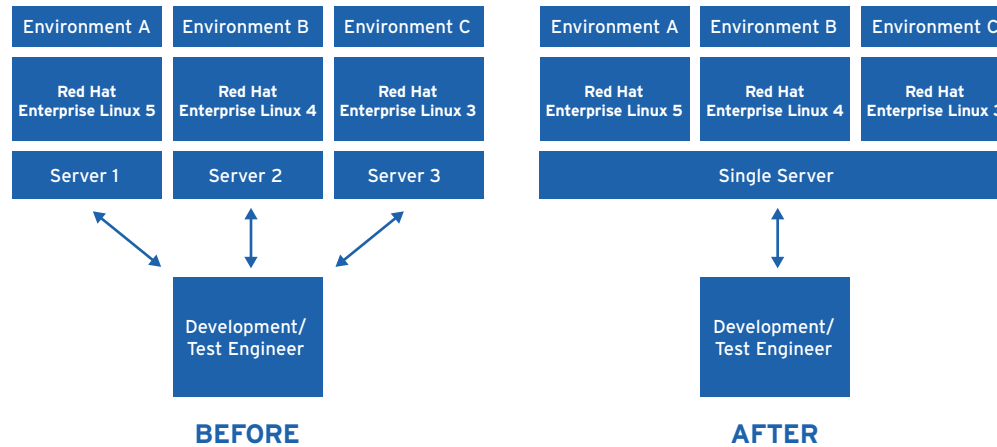 Environment A
Environment B
Environment C
Red Hat
Enterprise Linux 5
Red Hat
Enterprise Linux 4
Red Hat
Enterprise Linux 3
Server 1
Server 2
Server 3
Development/
Test Engineer
BEFORE
Environment A
Environment B
Environment C
Red Hat
Enterprise Linux 5
Red Hat
Enterprise Linux 4
Red Hat
Enterprise Linux 3
Single Server
Development/
Test Engineer
AFTER